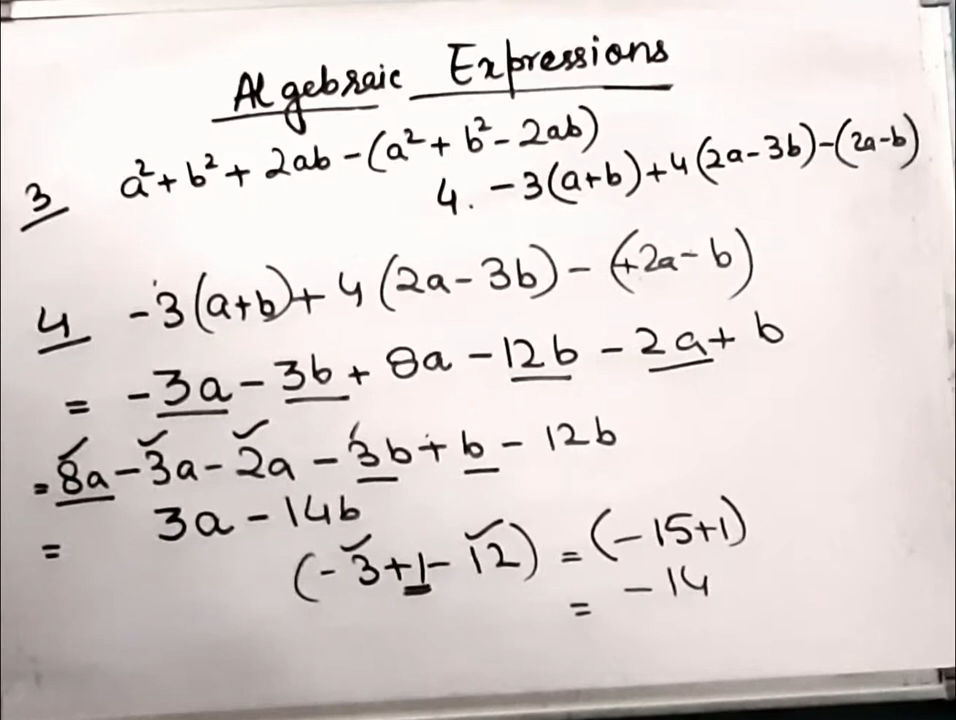 Algebraic Expressions
3 a² + b² + 2ab - (a² + b² - 2ab)
4. -3(a+b)+4(2a-3b)-(2a-b)
4 -3(a+b)+4(2a-3b)-(+2a-b)
= -3a-3b+8a-12b-2a+b
= 8a-3a-2a-3b+b-12b
= 3a-14b
(-3+1-12) = (-15+1)
= -14